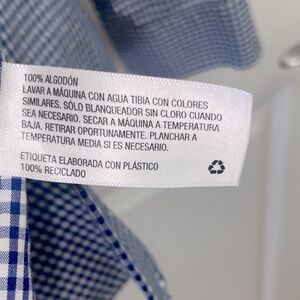 100% ALGODÓN
LAVAR A MÁQUINA CON AGUA TIBIA CON COLORES
SIMILARES. SÓLO BLANQUEADOR SIN CLORO CUANDO
SEA NECESARIO. SECAR A MÁQUINA A TEMPERATURA
BAJA. RETIRAR OPORTUNAMENTE. PLANCHAR A
TEMPERATURA MEDIA SI ES NECESARIO.
ETIQUETA ELABORADA CON PLÁSTICO
100% RECICLADO